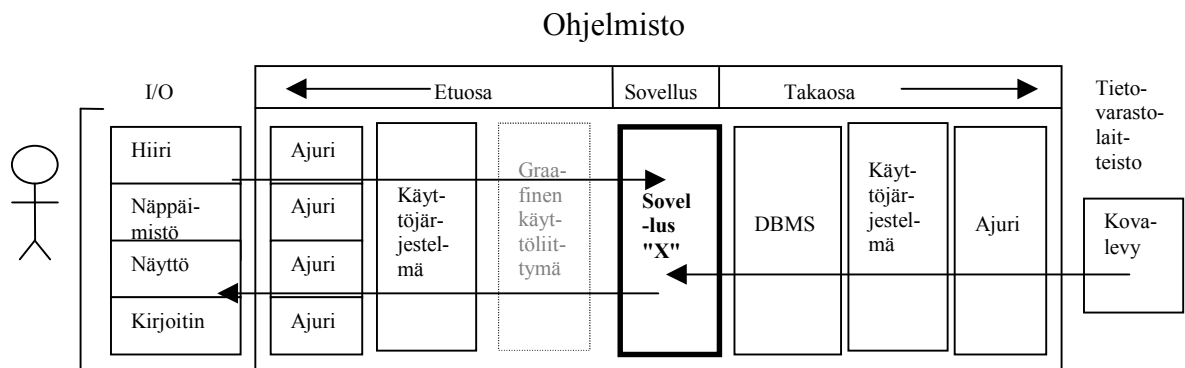 Ohjelmisto
I/O
Etuosa
Sovellus
Takaosa
Tieto-
varasto-
lait-
teisto
Hiiri
Näppäi-
mistö
Näyttö
Kirjoitin
Ajuri
Ajuri
Ajuri
Ajuri
Käyt-
töjär-
jestel-
mä
Graa-
finen
käyt-
töliit-
tymä
Sovel
-lus
"X"
DBMS
Käyt-
töjär-
jestel-
mä
Ajuri
Kova-
levy